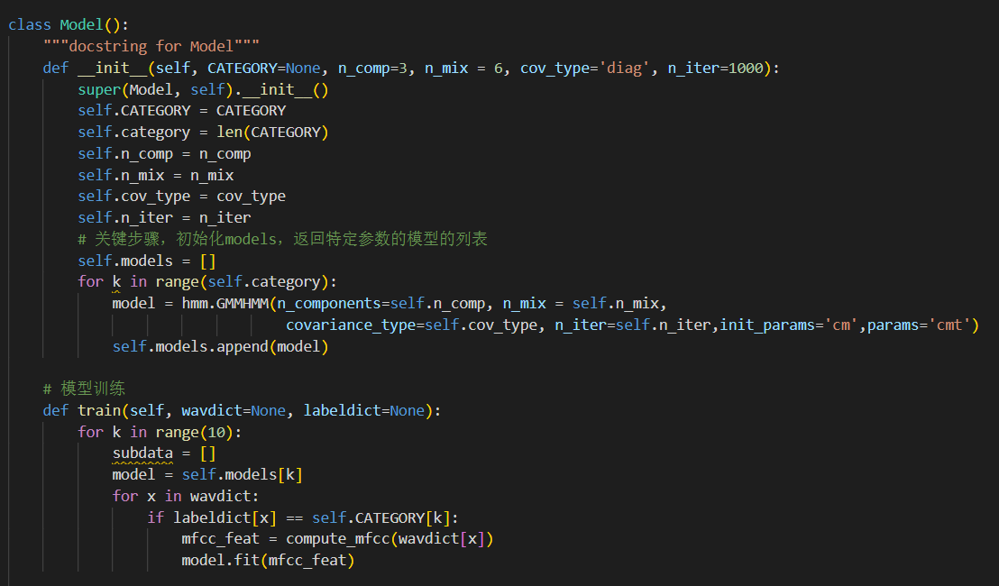 class Model():
    """docstring for Model"""
    def __init__(self, CATEGORY=None, n_comp=3, n_mix = 6, cov_type='diag', n_iter=1000):
        super(Model, self).__init__()
        self.CATEGORY = CATEGORY
        self.category = len(CATEGORY)
        self.n_comp = n_comp
        self.n_mix = n_mix
        self.cov_type = cov_type
        self.n_iter = n_iter
        # 关键步骤，初始化models，返回特定参数的模型的列表
        self.models = []
        for k in range(self.category):
            model = hmm.GMMHMM(n_components=self.n_comp, n_mix = self.n_mix,
                                covariance_type=self.cov_type, n_iter=self.n_iter,init_params='cm',params='cmt')
            self.models.append(model)
    # 模型训练
    def train(self, wavdict=None, labeldict=None):
        for k in range(10):
            subdata = []
            model = self.models[k]
            for x in wavdict:
                if labeldict[x] == self.CATEGORY[k]:
                    mfcc_feat = compute_mfcc(wavdict[x])
                    model.fit(mfcc_feat)